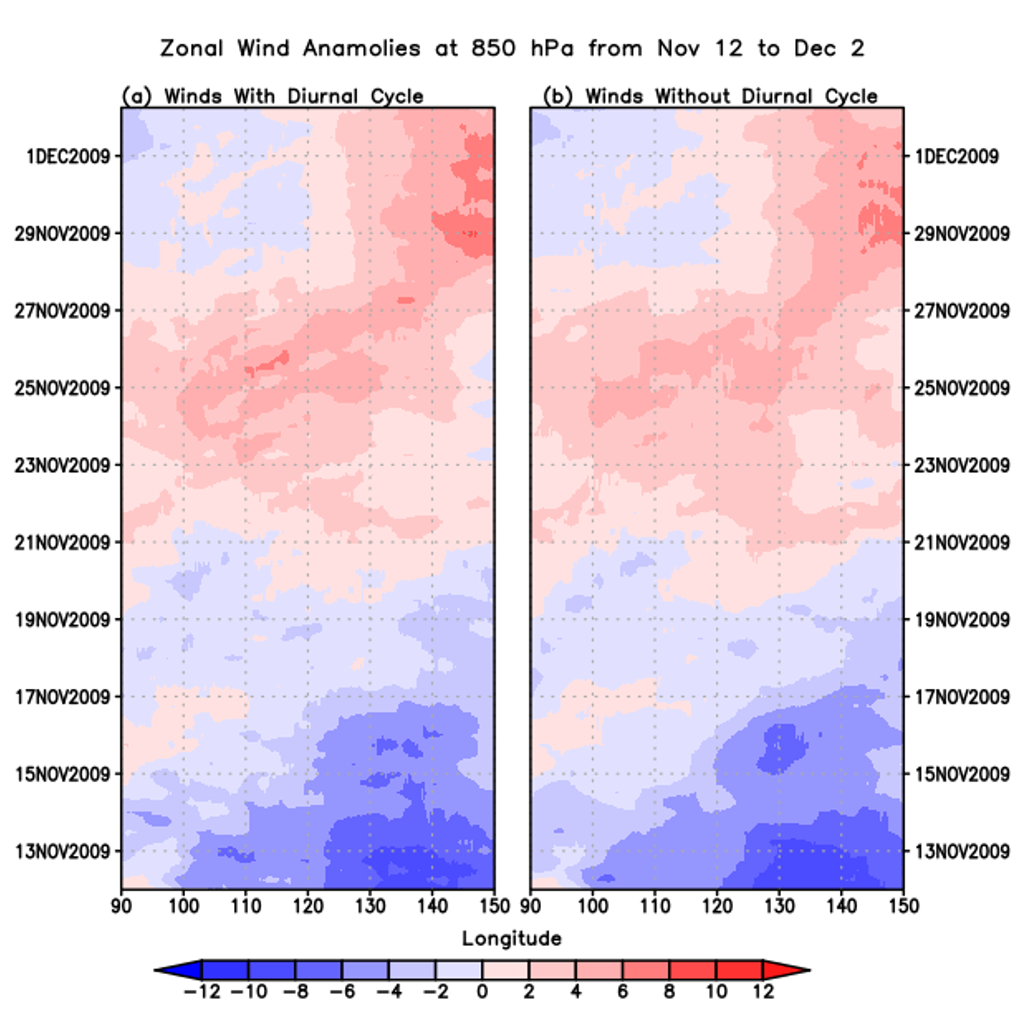 Zonal Wind Anamolies at 850 hPa from Nov 12 to Dec 2
(a) Winds With Diurnal Cycle (b) Winds Without Diurnal Cycle
1DEC2009 1DEC2009
29NOV2009 29NOV2009
27NOV2009 27NOV2009
25NOV2009 25NOV2009
23NOV2009 23NOV2009
21NOV2009 21NOV2009
19NOV2009 19NOV2009
17NOV2009 17NOV2009
15NOV2009 15NOV2009
13NOV2009 13NOV2009
90 100 110 120 130 140 150 90 100 110 120 130 140 150
Longitude
−12 −10 −8 −6 −4 −2 0 2 4 6 8 10 12